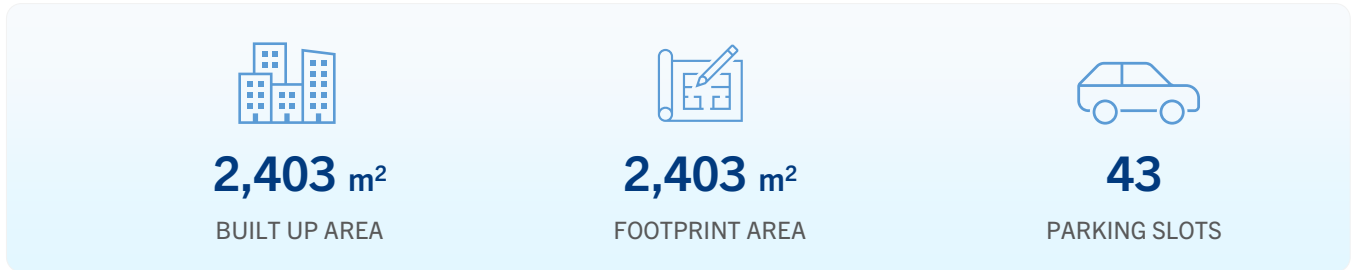 2,403 m² 2,403 m² 43
BUILT UP AREA FOOTPRINT AREA PARKING SLOTS